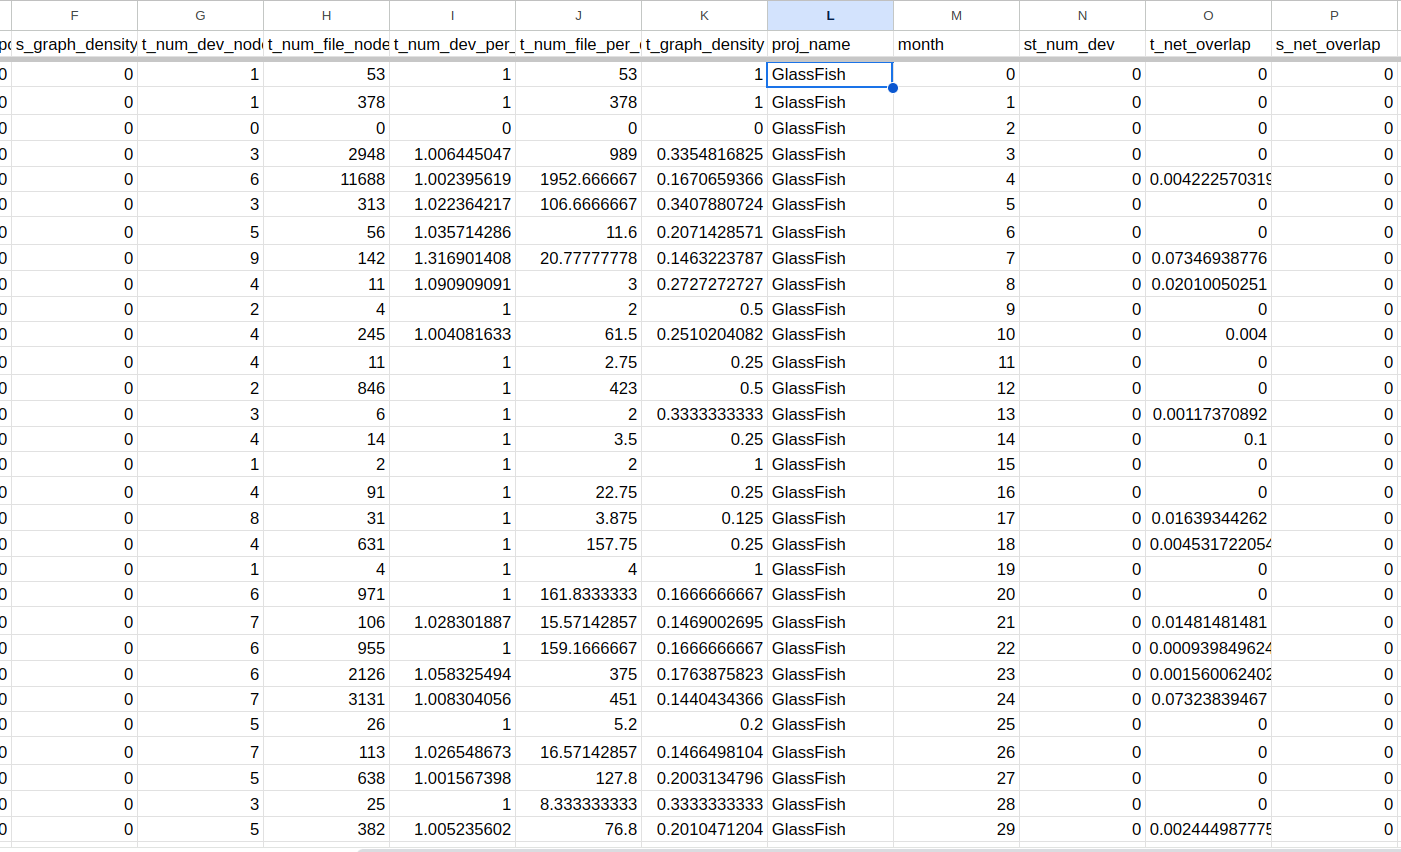 F G H I J K L M N O P
s_graph_density t_num_dev_node t_num_file_node t_num_dev_per_ t_num_file_per_ t_graph_density proj_name month st_num_dev t_net_overlap s_net_overlap
0 0 1 53 1 53 1 GlassFish 0 0 0 0
0 0 1 378 1 378 1 GlassFish 1 0 0 0
0 0 0 0 0 0 0 GlassFish 2 0 0 0
0 0 3 2948 1.006445047 989 0.3354816825 GlassFish 3 0 0 0
0 0 6 11688 1.002395619 1952.666667 0.1670659366 GlassFish 4 0 0.004222570319 0
0 0 3 313 1.022364217 106.6666667 0.3407880724 GlassFish 5 0 0 0
0 0 5 56 1.035714286 11.6 0.2071428571 GlassFish 6 0 0 0
0 0 9 142 1.316901408 20.77777778 0.1463223787 GlassFish 7 0 0.07346938776 0
0 0 4 11 1.090909091 3 0.2727272727 GlassFish 8 0 0.02010050251 0
0 0 2 4 1 2 0.5 GlassFish 9 0 0 0
0 0 4 245 1.004081633 61.5 0.2510204082 GlassFish 10 0 0.004 0
0 0 4 11 1 2.75 0.25 GlassFish 11 0 0 0
0 0 2 846 1 423 0.5 GlassFish 12 0 0 0
0 0 3 6 1 2 0.3333333333 GlassFish 13 0 0.00117370892 0
0 0 4 14 1 3.5 0.25 GlassFish 14 0 0.1 0
0 0 1 2 1 2 1 GlassFish 15 0 0 0
0 0 4 91 1 22.75 0.25 GlassFish 16 0 0 0
0 0 8 31 1 3.875 0.125 GlassFish 17 0 0.01639344262 0
0 0 4 631 1 157.75 0.25 GlassFish 18 0 0.004531722054 0
0 0 1 4 1 4 1 GlassFish 19 0 0 0
0 0 6 971 1 161.8333333 0.1666666667 GlassFish 20 0 0 0
0 0 7 106 1.028301887 15.57142857 0.1469002695 GlassFish 21 0 0.01481481481 0
0 0 6 955 1 159.1666667 0.1666666667 GlassFish 22 0 0.000939849624 0
0 0 6 2126 1.058325494 375 0.1763875823 GlassFish 23 0 0.001560062402 0
0 0 7 3131 1.008304056 451 0.1440434366 GlassFish 24 0 0.07323839467 0
0 0 5 26 1 5.2 0.2 GlassFish 25 0 0 0
0 0 7 113 1.026548673 16.57142857 0.1466498104 GlassFish 26 0 0 0
0 0 5 638 1.001567398 127.8 0.2003134796 GlassFish 27 0 0 0
0 0 3 25 1 8.333333333 0.3333333333 GlassFish 28 0 0 0
0 0 5 382 1.005235602 76.8 0.2010471204 GlassFish 29 0 0.002444987775 0